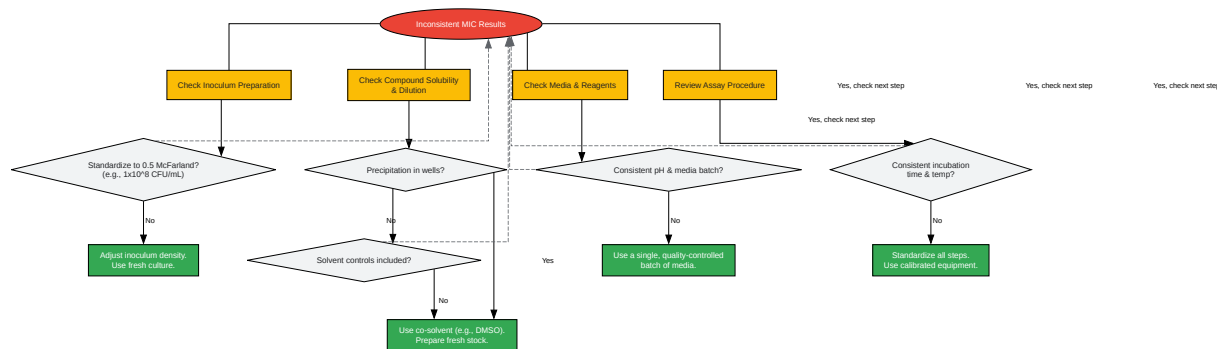 Inconsistent MIC Results
Check Inoculum Preparation
Check Compound Solubility
& Dilution
Check Media & Reagents
Review Assay Procedure
Yes, check next step
Yes, check next step
Yes, check next step
Yes, check next step
Standardize to 0.5 McFarland?
(e.g., 1x10^8 CFU/mL)
Precipitation in wells?
Consistent pH & media batch?
Consistent incubation
time & temp?
No
No
No
No
Adjust inoculum density.
Use fresh culture.
Solvent controls included?
Yes
Use a single, quality-controlled
batch of media.
Standardize all steps.
Use calibrated equipment.
No
Use co-solvent (e.g., DMSO).
Prepare fresh stock.